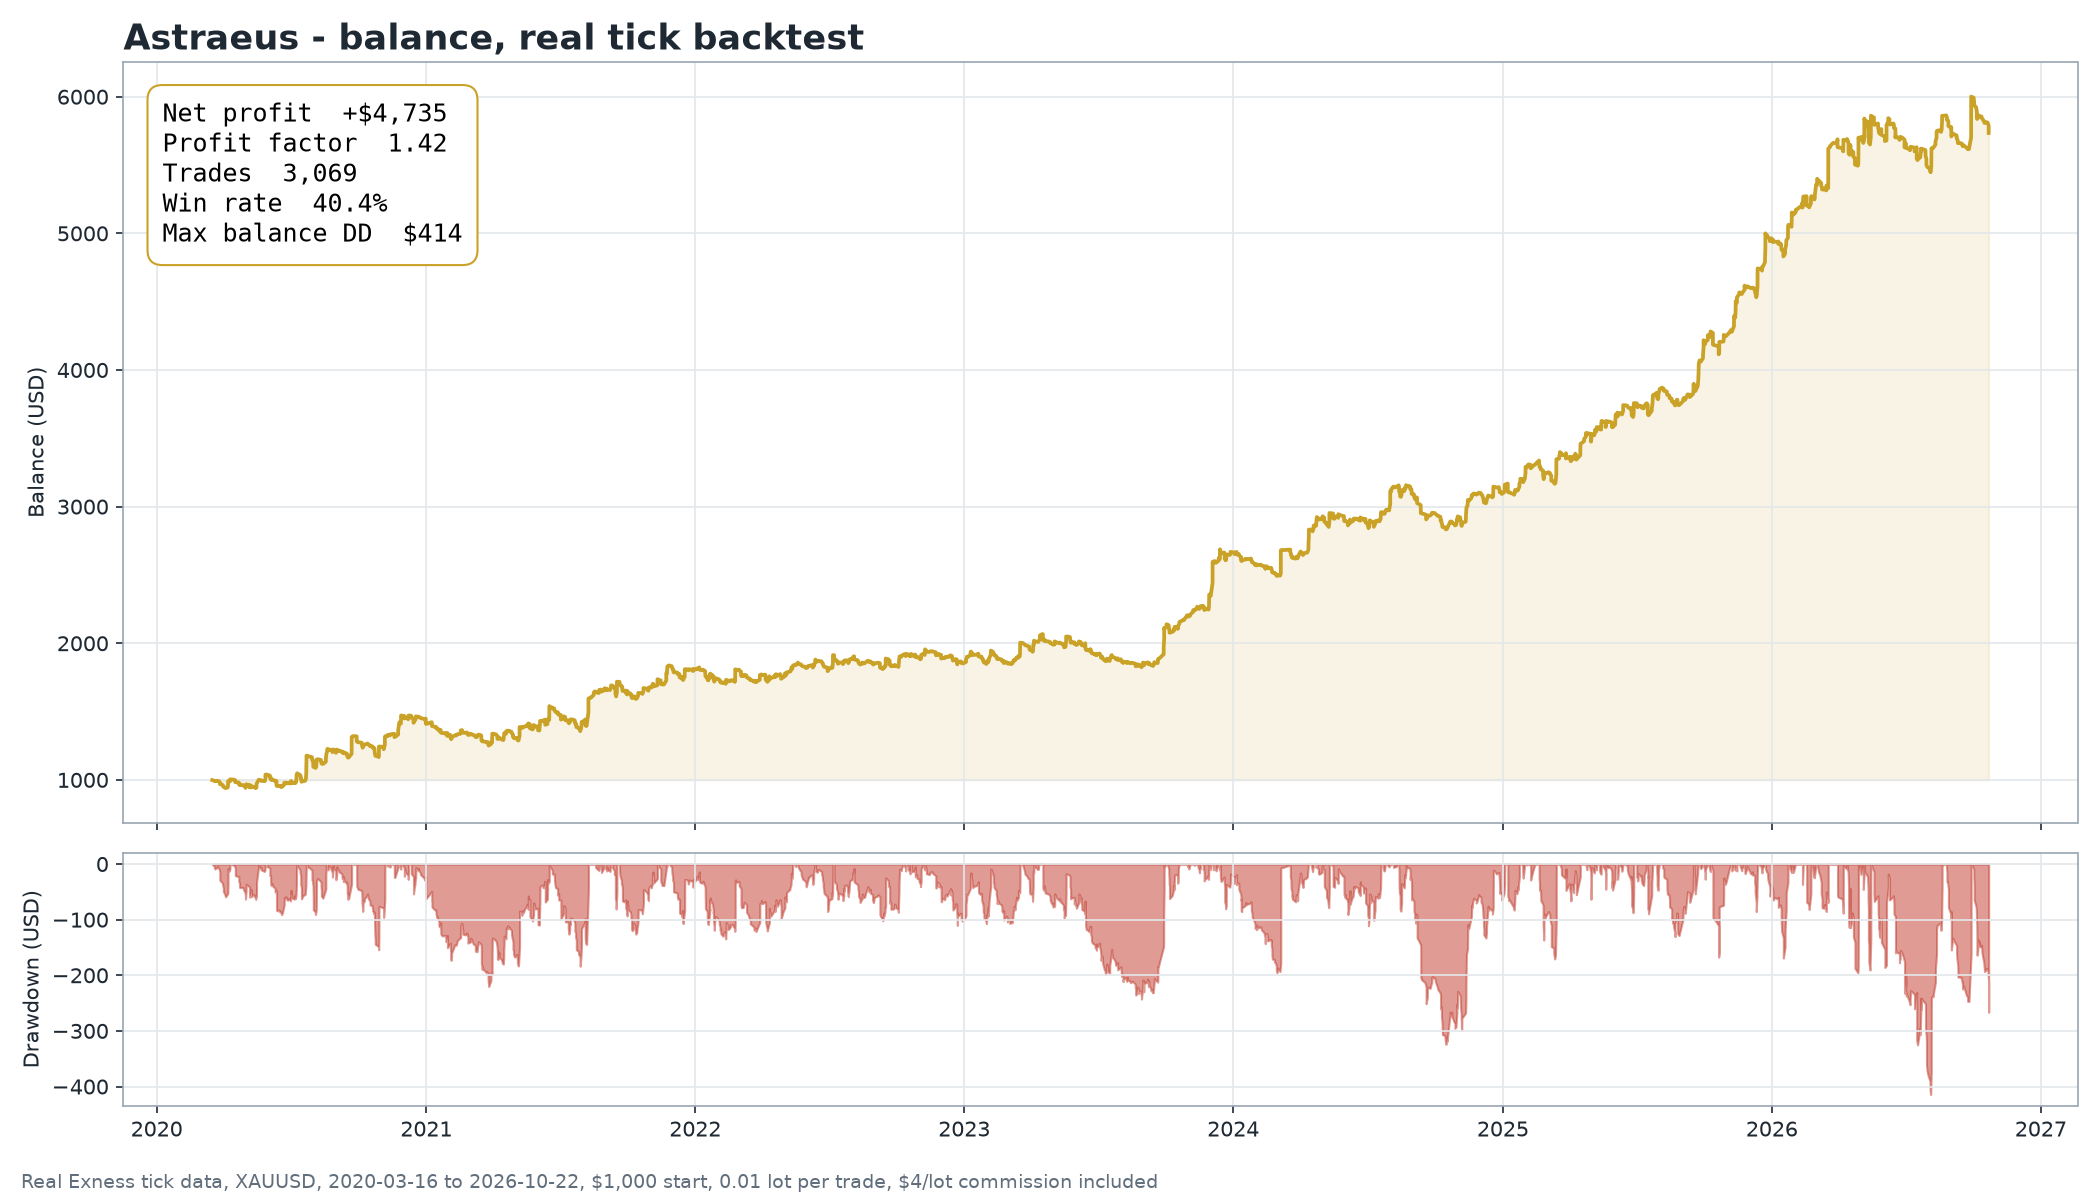 Astraeus - balance, real tick backtest
Net profit  +$4,735
Profit factor  1.42
Trades  3,069
Win rate  40.4%
Max balance DD  $414
Balance (USD)
6000
5000
4000
3000
2000
1000
Drawdown (USD)
0
−100
−200
−300
−400
2020 2021 2022 2023 2024 2025 2026 2027
Real Exness tick data, XAUUSD, 2020-03-16 to 2026-10-22, $1,000 start, 0.01 lot per trade, $4/lot commission included